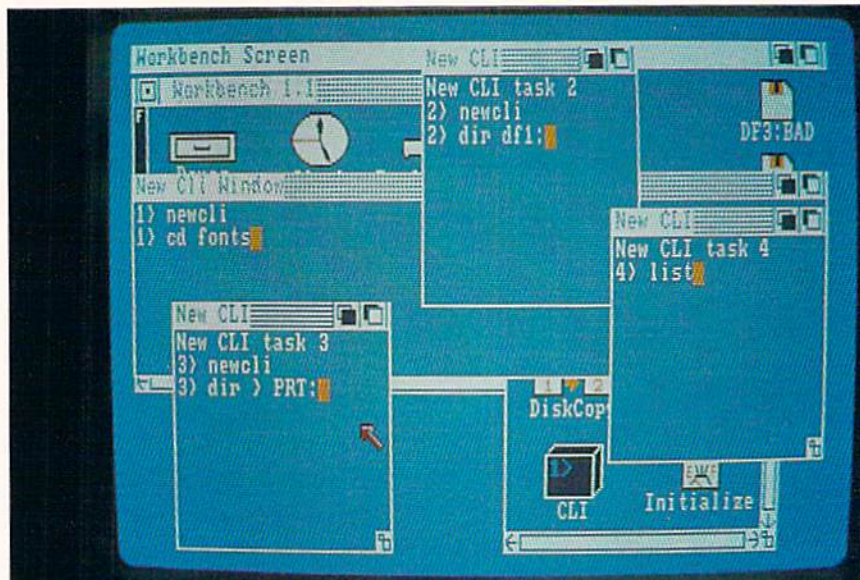 Workbench Screen
Workbench 1.1
New CLI
New CLI task 2
2> newcli
2> dir df1:
DF3:BAD
New CLI Window
1> newcli
1> cd fonts
New CLI
New CLI task 4
4> list
New CLI
New CLI task 3
3> newcli
3> dir > PRT:
1 2
DiskCopy
1>
CLI
Initialize